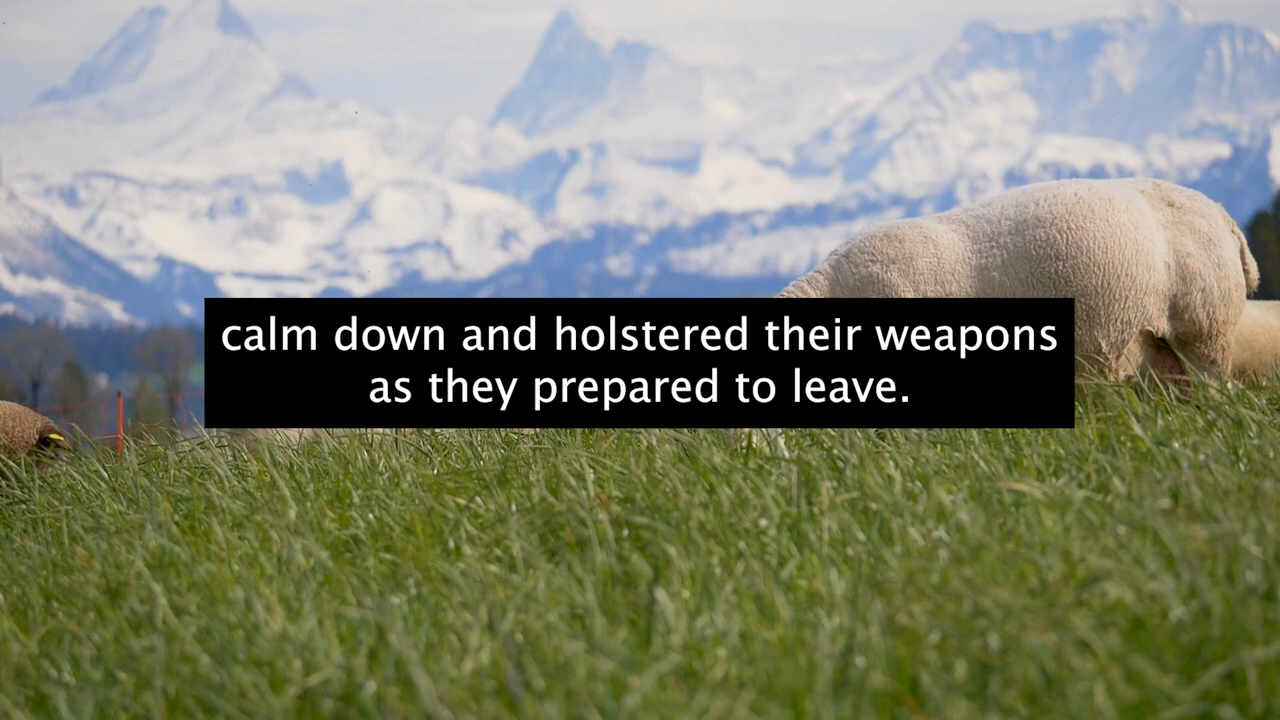 calm down and holstered their weapons
as they prepared to leave.